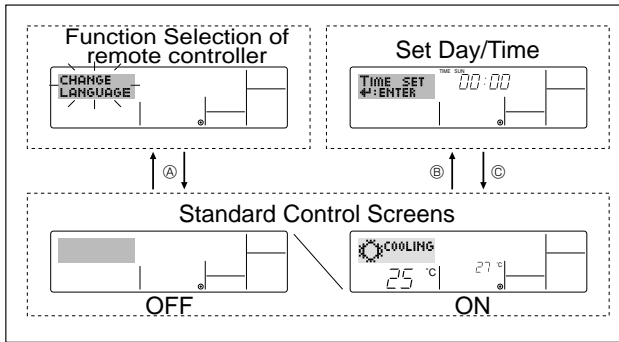 Function Selection of
remote controller
CHANGE
LANGUAGE
Set Day/Time
TIME SET
↵:ENTER
TIME SUN
00:00
Ⓐ
Ⓑ
Ⓒ
Standard Control Screens
OFF
COOLING
25 °C
27 °C
ON